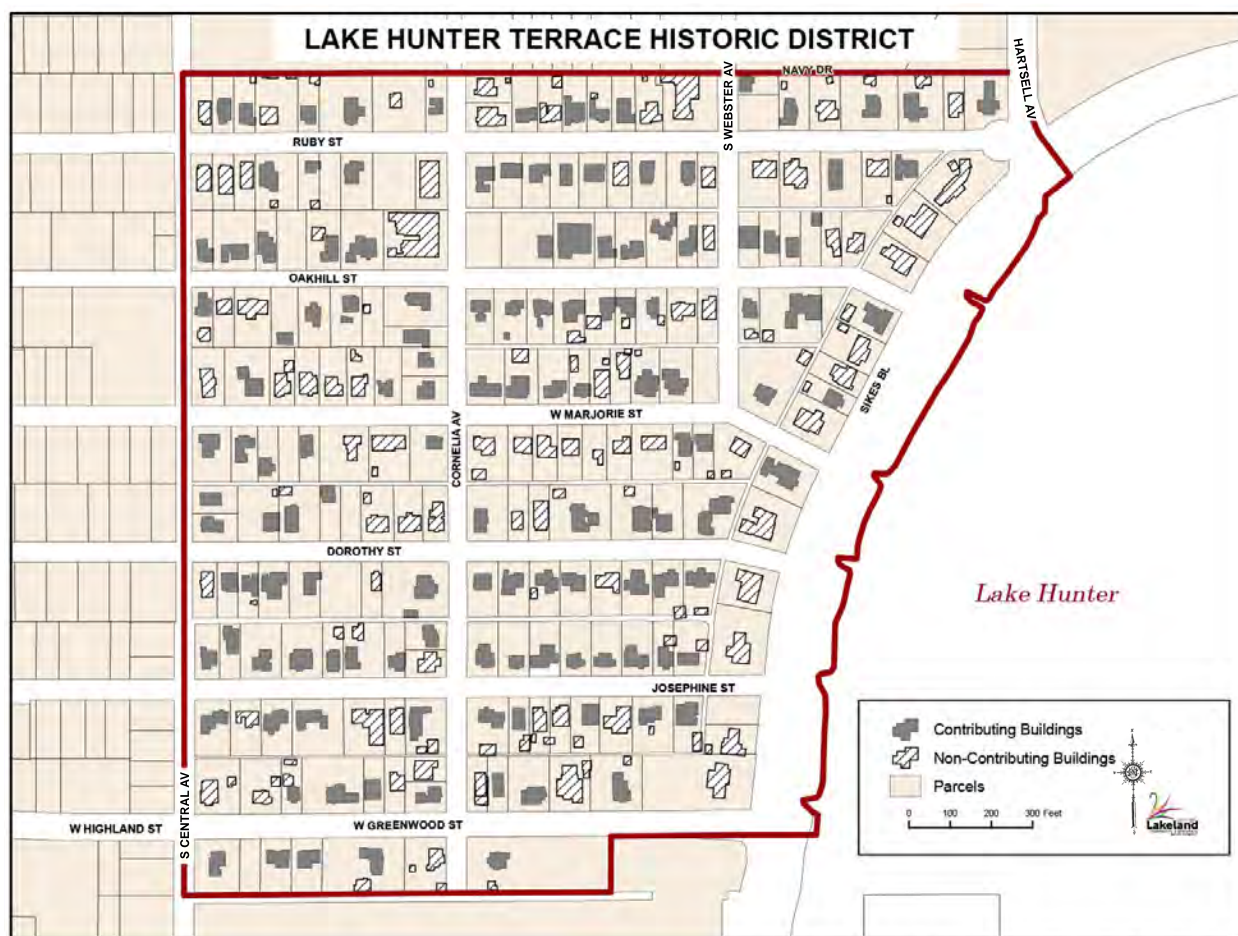 LAKE HUNTER TERRACE HISTORIC DISTRICT
HARTSELL AV
S WEBSTER AV
NAVY DR
RUBY ST
OAKHILL ST
SIKES BL
W MARJORIE ST
CORNELIA AV
DOROTHY ST
Lake Hunter
JOSEPHINE ST
S CENTRAL AV
W HIGHLAND ST
W GREENWOOD ST
Contributing Buildings
Non-Contributing Buildings
Parcels
0 100 200 300 Feet
N
Lakeland